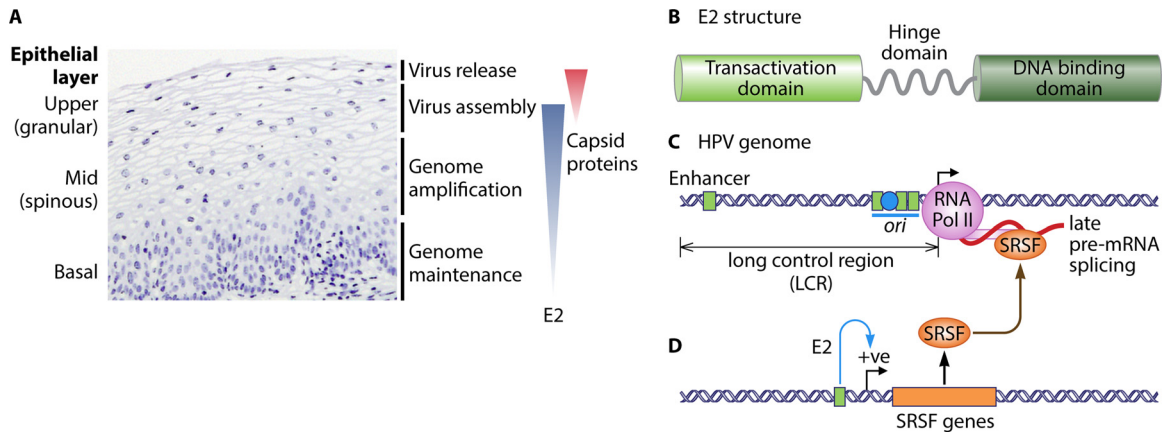 A
Epithelial
layer
Upper
(granular)
Mid
(spinous)
Basal
Virus release
Virus assembly
Genome
amplification
Genome
maintenance
Capsid
proteins
E2
B E2 structure
Transactivation
domain
Hinge
domain
DNA binding
domain
C HPV genome
Enhancer
ori
RNA
Pol II
SRSF
late
pre-mRNA
splicing
long control region
(LCR)
SRSF
D
E2
+ve
SRSF genes